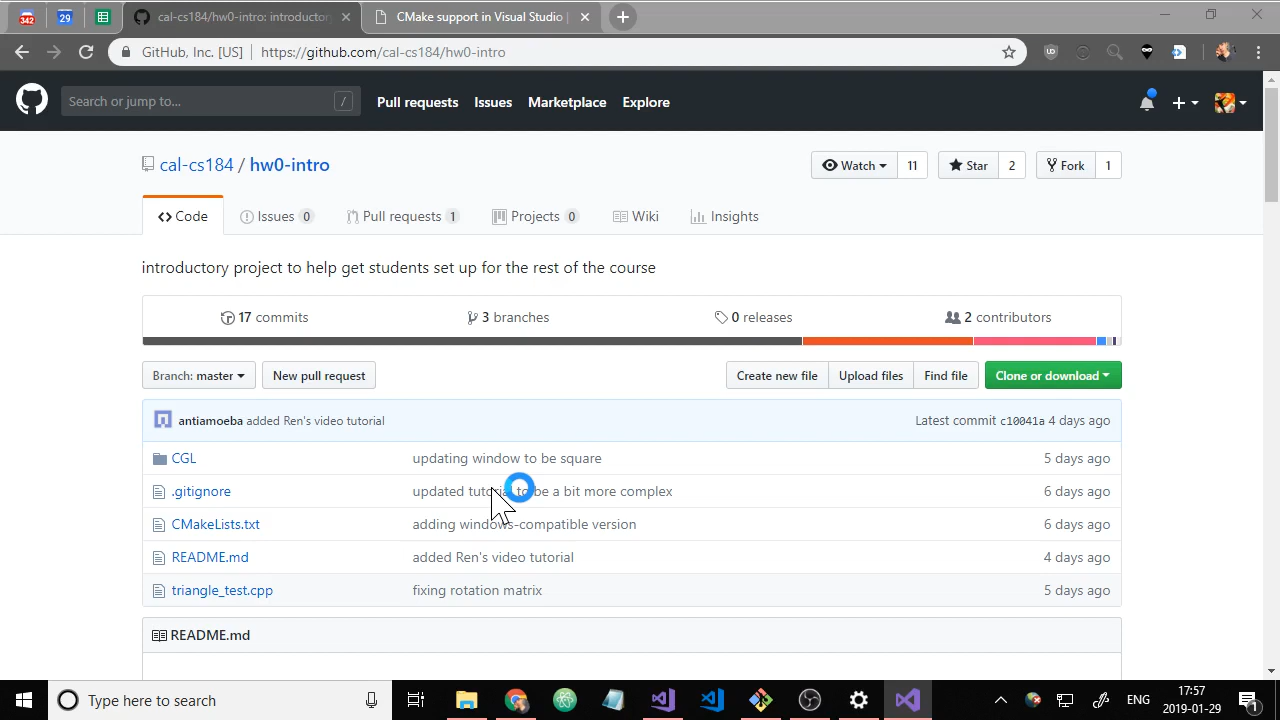 342
29
cal-cs184/hw0-intro: introductory
CMake support in Visual Studio |
GitHub, Inc. [US]
https://github.com/cal-cs184/hw0-intro
Search or jump to...
/
Pull requests
Issues
Marketplace
Explore
cal-cs184 / hw0-intro
Watch 11
Star 2
Fork 1
Code
Issues 0
Pull requests 1
Projects 0
Wiki
Insights
introductory project to help get students set up for the rest of the course
17 commits
3 branches
0 releases
2 contributors
Branch: master
New pull request
Create new file
Upload files
Find file
Clone or download
antiamoeba added Ren's video tutorial
Latest commit c10041a 4 days ago
CGL
updating window to be square
5 days ago
.gitignore
updated tutorial to be a bit more complex
6 days ago
CMakeLists.txt
adding windows-compatible version
6 days ago
README.md
added Ren's video tutorial
4 days ago
triangle_test.cpp
fixing rotation matrix
5 days ago
README.md
Type here to search
ENG
17:57
2019-01-29
1